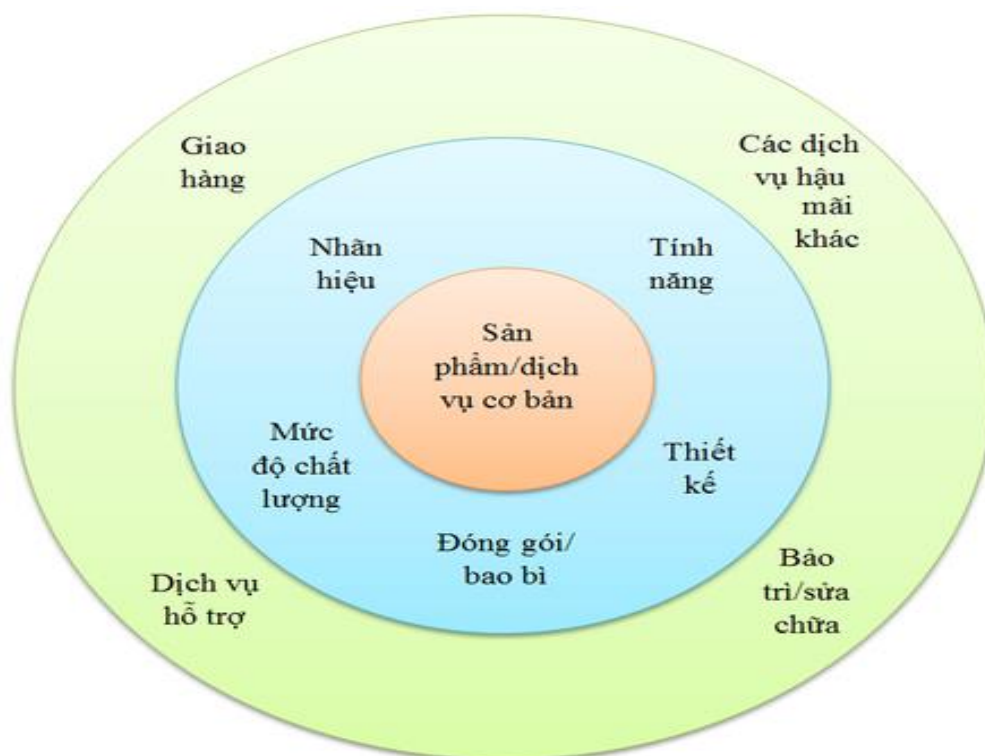 Giao
hàng
Các dịch
vụ hậu
mãi
khác
Nhãn
hiệu
Tính
năng
Sản
phẩm/dịch
vụ cơ bản
Mức
độ chất
lượng
Thiết
kế
Đóng gói/
bao bì
Dịch vụ
hỗ trợ
Bảo
trì/sửa
chữa